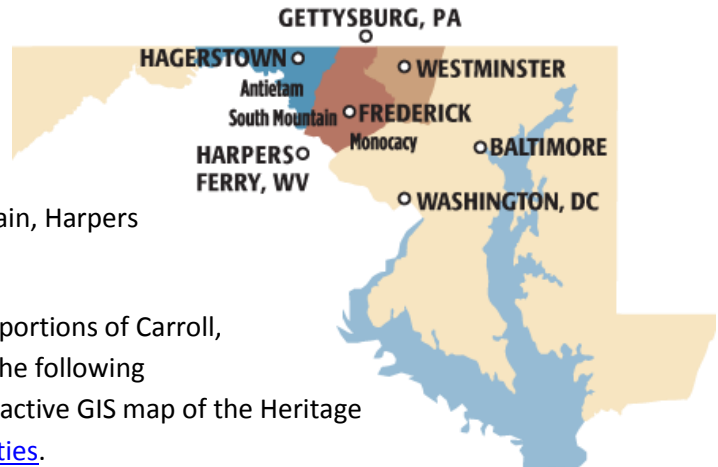 GETTYSBURG, PA
HAGERSTOWN
WESTMINSTER
Antietam
South Mountain
FREDERICK
Monocacy
BALTIMORE
HARPERS
FERRY, WV
WASHINGTON, DC
ain, Harpers
portions of Carroll,
he following
active GIS map of the Heritage
ties.